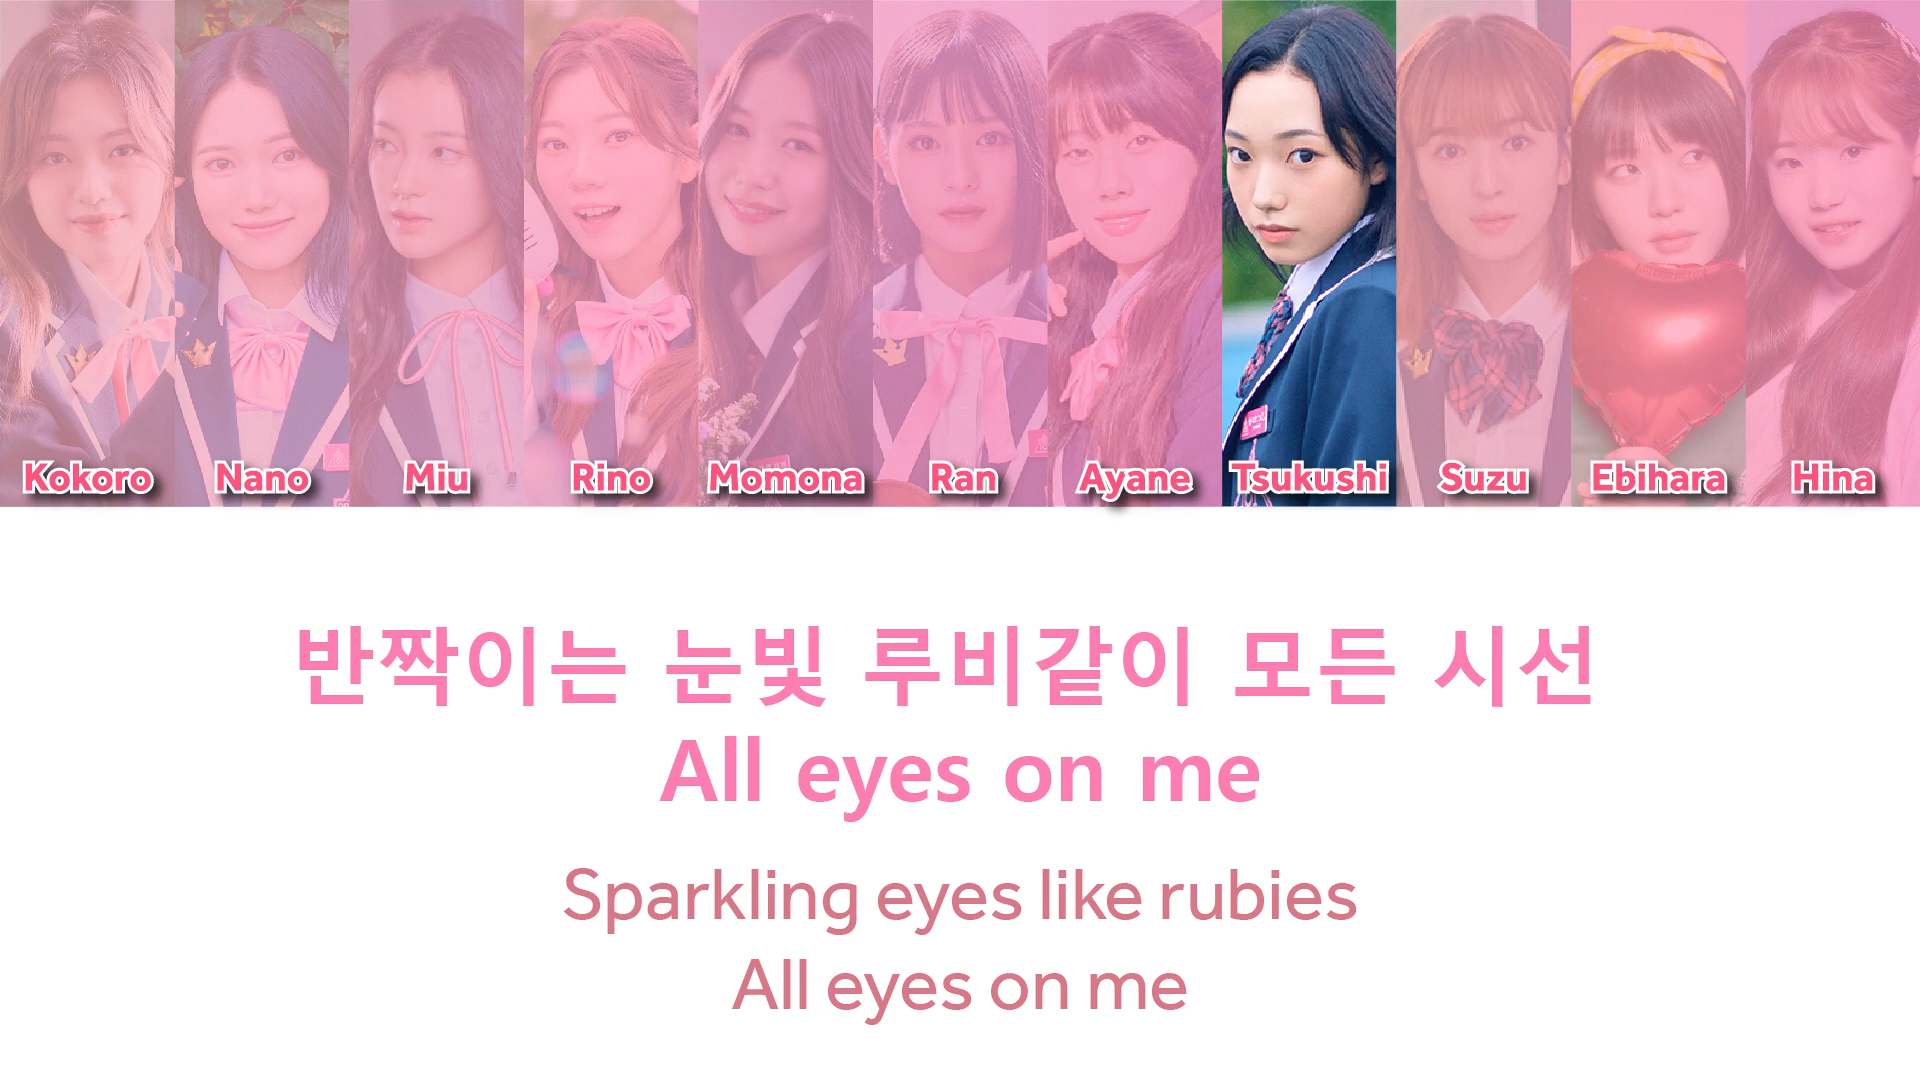 Kokoro Nano Miu Rino Momona Ran Ayane Tsukushi Suzu Ebihara Hina
반짝이는 눈빛 루비같이 모든 시선
All eyes on me
Sparkling eyes like rubies
All eyes on me